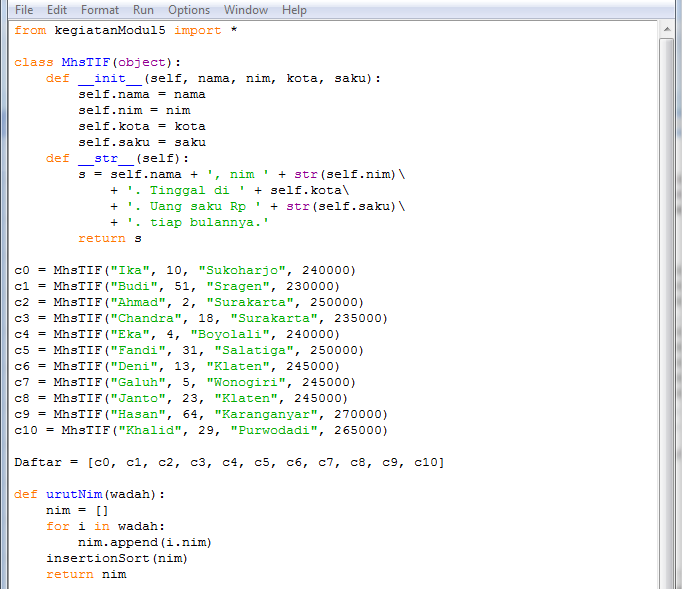 File Edit Format Run Options Window Help
from kegiatanModul5 import *

class MhsTIF(object):
    def __init__(self, nama, nim, kota, saku):
        self.nama = nama
        self.nim = nim
        self.kota = kota
        self.saku = saku
    def __str__(self):
        s = self.nama + ', nim ' + str(self.nim)\
            + '. Tinggal di ' + self.kota\
            + '. Uang saku Rp ' + str(self.saku)\
            + '. tiap bulannya.'
        return s

c0 = MhsTIF("Ika", 10, "Sukoharjo", 240000)
c1 = MhsTIF("Budi", 51, "Sragen", 230000)
c2 = MhsTIF("Ahmad", 2, "Surakarta", 250000)
c3 = MhsTIF("Chandra", 18, "Surakarta", 235000)
c4 = MhsTIF("Eka", 4, "Boyolali", 240000)
c5 = MhsTIF("Fandi", 31, "Salatiga", 250000)
c6 = MhsTIF("Deni", 13, "Klaten", 245000)
c7 = MhsTIF("Galuh", 5, "Wonogiri", 245000)
c8 = MhsTIF("Janto", 23, "Klaten", 245000)
c9 = MhsTIF("Hasan", 64, "Karanganyar", 270000)
c10 = MhsTIF("Khalid", 29, "Purwodadi", 265000)

Daftar = [c0, c1, c2, c3, c4, c5, c6, c7, c8, c9, c10]

def urutNim(wadah):
    nim = []
    for i in wadah:
        nim.append(i.nim)
    insertionSort(nim)
    return nim